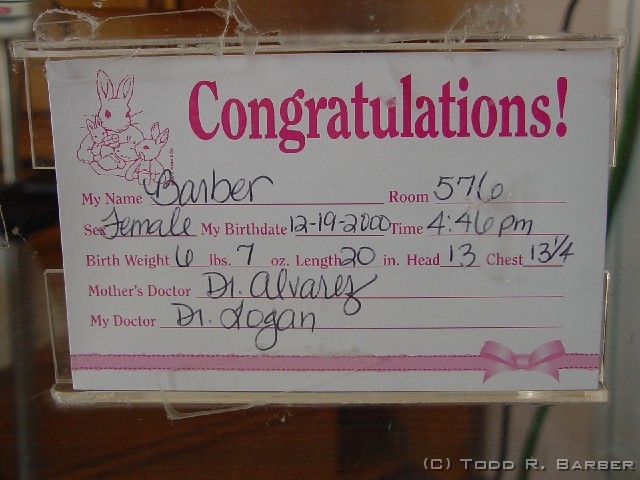 Congratulations!
My Name Barber Room 576
Sex Female My Birthdate 12-19-2000 Time 4:46 pm
Birth Weight 6 lbs. 7 oz. Length 20 in. Head 13 Chest 13 1/4
Mother's Doctor Dr. Alvarez
My Doctor Dr. Logan
(C) Todd R. Barber